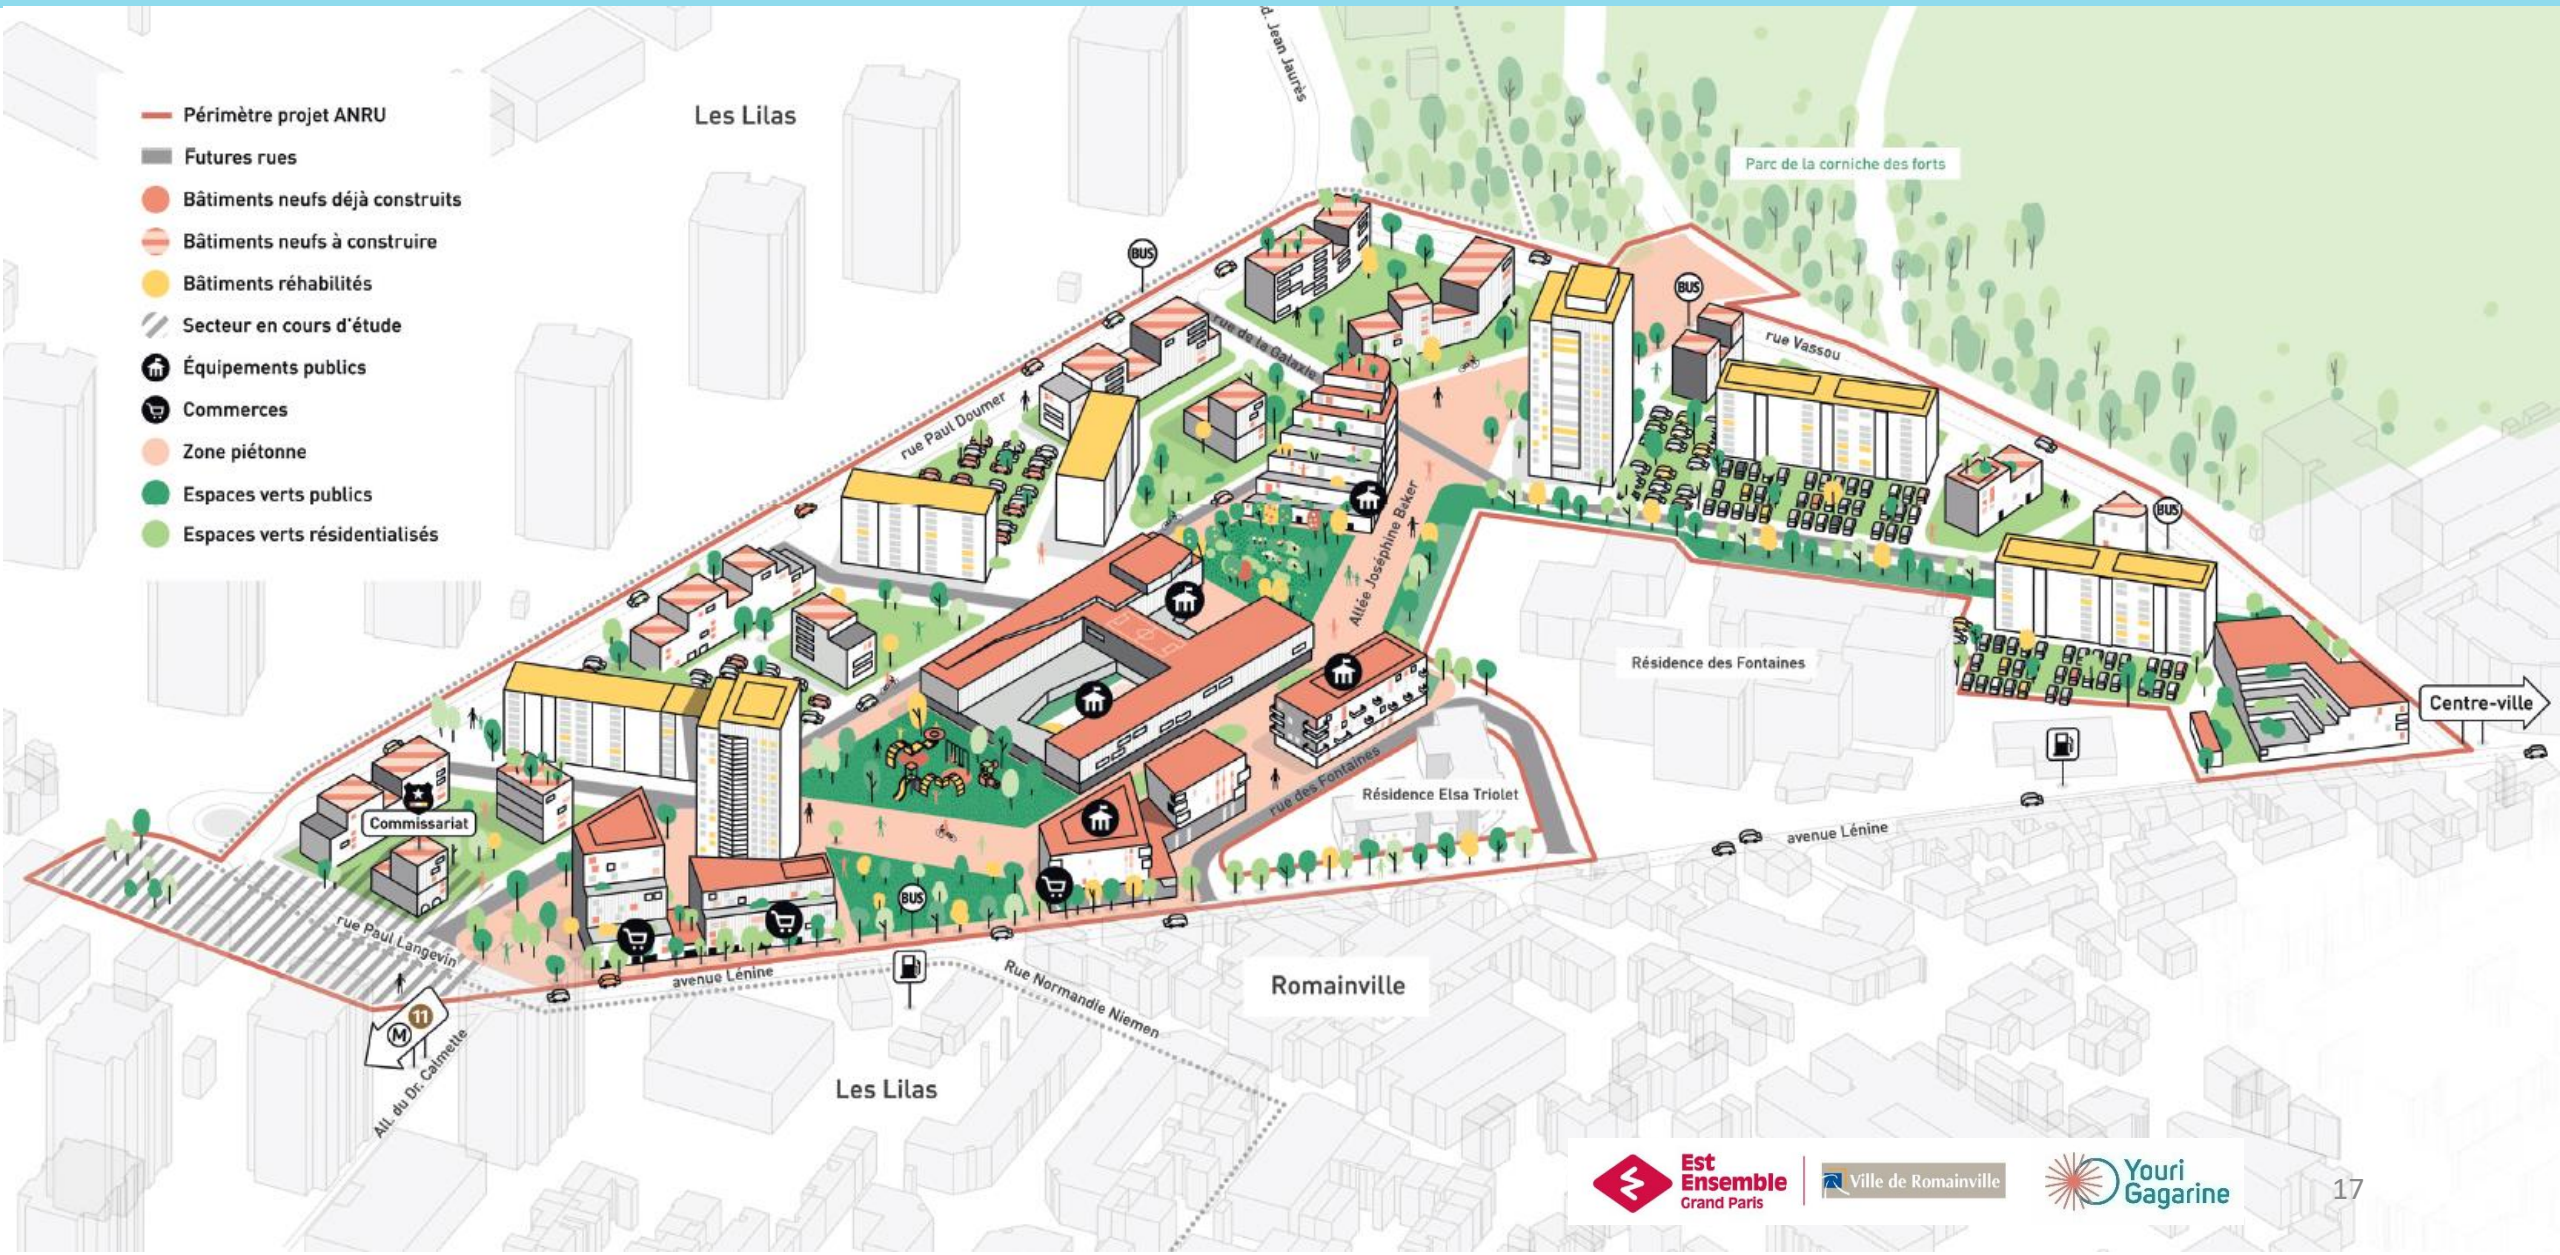 Périmètre projet ANRU
Futures rues
Bâtiments neufs déjà construits
Bâtiments neufs à construire
Bâtiments réhabilités
Secteur en cours d'étude
Équipements publics
Commerces
Zone piétonne
Espaces verts publics
Espaces verts résidentialisés
Les Lilas
d. Jean Jaurès
Parc de la corniche des forts
BUS
BUS
rue de la Galaxie
rue Vassou
rue Paul Doumer
Allée Joséphine Baker
BUS
Résidence des Fontaines
Centre-ville
Commissariat
rue des Fontaines
Résidence Elsa Triolet
avenue Lénine
BUS
rue Paul Langevin
avenue Lénine
Rue Normandie Niemen
Romainville
M 11
All. du Dr. Calmette
Les Lilas
Est
Ensemble
Grand Paris
Ville de Romainville
Youri
Gagarine
17